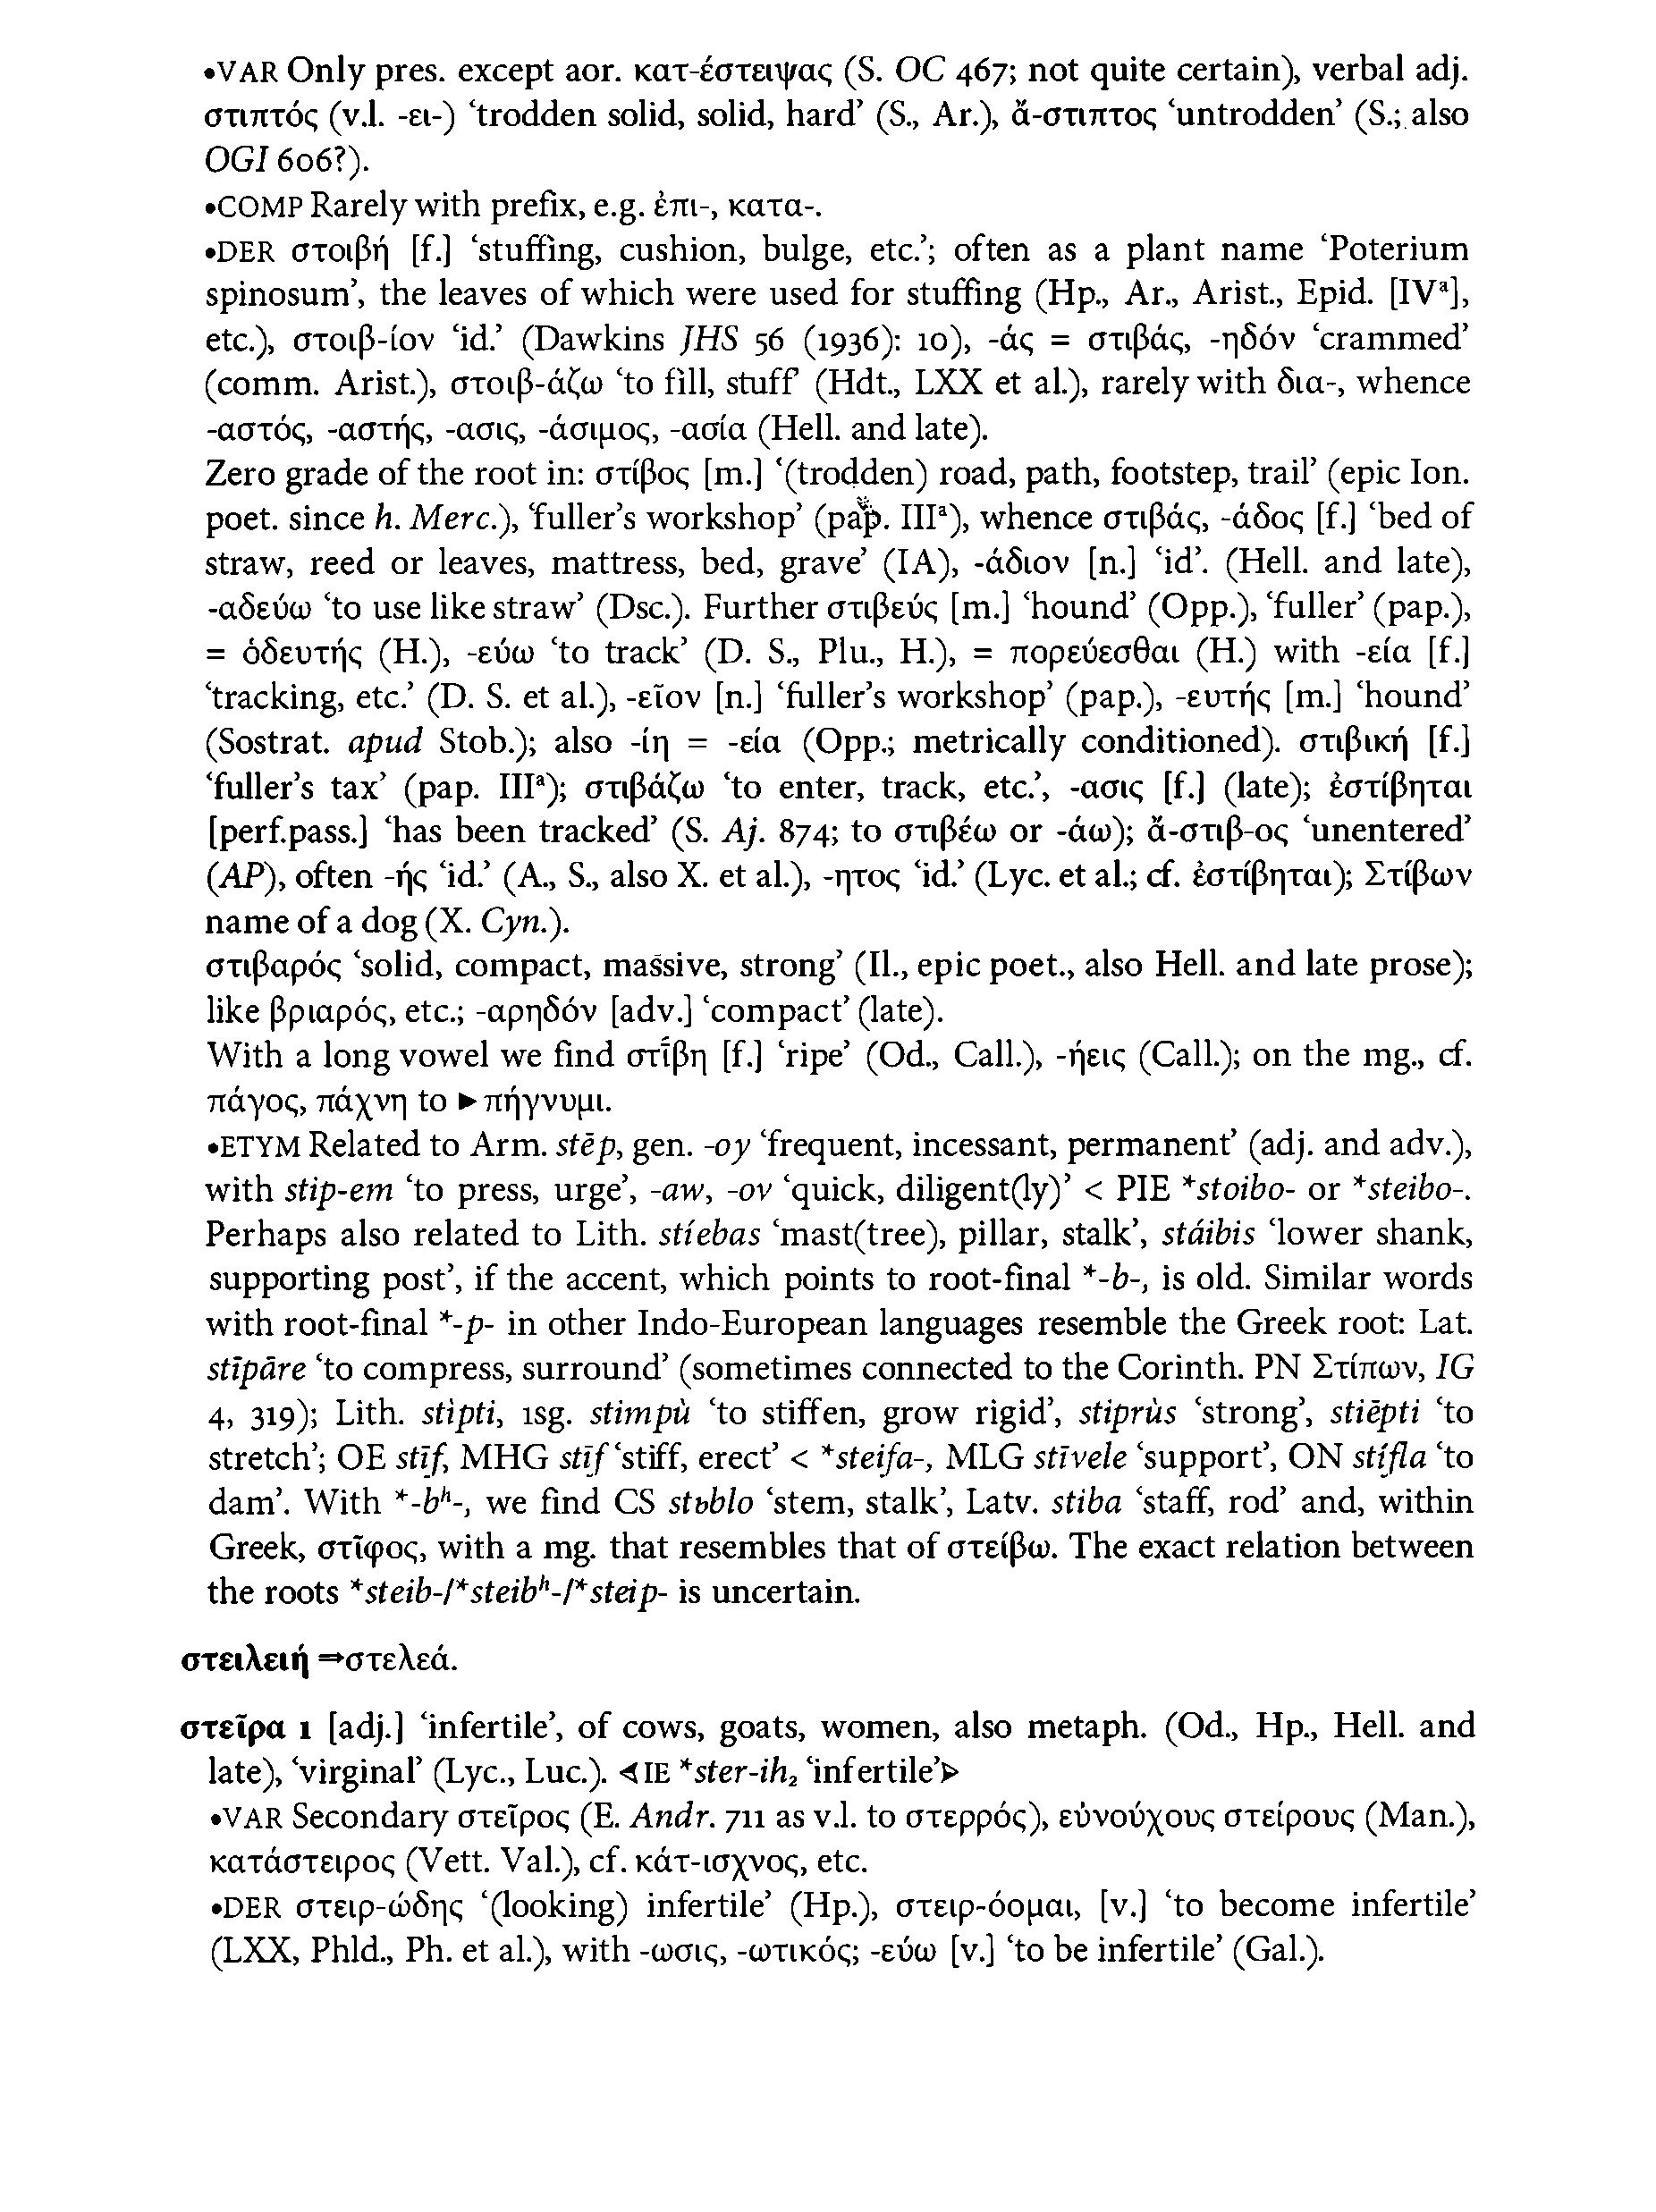 •VAR Only pres. except aor. κατ-έστειψας (S. OC 467; not quite certain), verbal adj.
στιπτός (v.l. -ει-) ‘trodden solid, solid, hard’ (S., Ar.), ἄ-στιπτος ‘untrodden’ (S.; also
OGI 606?).
•COMP Rarely with prefix, e.g. ἐπι-, κατα-.
•DER στοιβή [f.] ‘stuffing, cushion, bulge, etc.’; often as a plant name ‘Poterium
spinosum’, the leaves of which were used for stuffing (Hp., Ar., Arist., Epid. [IVª],
etc.), στοιβ-ίον ‘id.’ (Dawkins JHS 56 (1936): 10), -άς = στιβάς, -ηδόν ‘crammed’
(comm. Arist.), στοιβ-άζω ‘to fill, stuff’ (Hdt., LXX et al.), rarely with δια-, whence
-αστός, -αστής, -ασις, -άσιμος, -ασία (Hell. and late).
Zero grade of the root in: στίβος [m.] ‘(trodden) road, path, footstep, trail’ (epic Ion.
poet. since h. Merc.), ‘fuller’s workshop’ (pap. IIIª), whence στιβάς, -άδος [f.] ‘bed of
straw, reed or leaves, mattress, bed, grave’ (IA), -άδιον [n.] ‘id’. (Hell. and late),
-αδεύω ‘to use like straw’ (Dsc.). Further στιβεύς [m.] ‘hound’ (Opp.), ‘fuller’ (pap.),
= ὁδευτής (H.), -εύω ‘to track’ (D. S., Plu., H.), = πορεύεσθαι (H.) with -εία [f.]
‘tracking, etc.’ (D. S. et al.), -εῖον [n.] ‘fuller’s workshop’ (pap.), -ευτής [m.] ‘hound’
(Sostrat. apud Stob.); also -ίη = -εία (Opp.; metrically conditioned). στιβική [f.]
‘fuller’s tax’ (pap. IIIª); στιβάζω ‘to enter, track, etc.’, -ασις [f.] (late); ἐστίβηται
[perf.pass.] ‘has been tracked’ (S. Aj. 874; to στιβέω or -άω); ἄ-στιβ-ος ‘unentered’
(AP), often -ής ‘id.’ (A., S., also X. et al.), -ητος ‘id.’ (Lyc. et al.; cf. ἐστίβηται); Στίβων
name of a dog (X. Cyn.).
στιβαρός ‘solid, compact, massive, strong’ (Il., epic poet., also Hell. and late prose);
like βριαρός, etc.; -αρηδόν [adv.] ‘compact’ (late).
With a long vowel we find στί̄βη [f.] ‘ripe’ (Od., Call.), -ήεις (Call.); on the mg., cf.
πάγος, πάχνη to ►πήγνυμι.
•ETYM Related to Arm. stēp, gen. -oy ‘frequent, incessant, permanent’ (adj. and adv.),
with stip-em ‘to press, urge’, -aw, -ov ‘quick, diligent(ly)’ < PIE *stoibo- or *steibo-.
Perhaps also related to Lith. stíebas ‘mast(tree), pillar, stalk’, stáibis ‘lower shank,
supporting post’, if the accent, which points to root-final *-b-, is old. Similar words
with root-final *-p- in other Indo-European languages resemble the Greek root: Lat.
stīpāre ‘to compress, surround’ (sometimes connected to the Corinth. PN Στίπων, IG
4, 319); Lith. stìpti, 1sg. stimpù ‘to stiffen, grow rigid’, stiprùs ‘strong’, stiẽpti ‘to
stretch’; OE stīf, MHG stīf ‘stiff, erect’ < *steifa-, MLG stīvele ‘support’, ON stífla ‘to
dam’. With *-bʰ-, we find CS stьblo ‘stem, stalk’, Latv. stiba ‘staff, rod’ and, within
Greek, στῖφος, with a mg. that resembles that of στείβω. The exact relation between
the roots *steib-/*steibʰ-/*steip- is uncertain.
στειλειή ⇒στελεά.
στεῖρα 1 [adj.] ‘infertile’, of cows, goats, women, also metaph. (Od., Hp., Hell. and
late), ‘virginal’ (Lyc., Luc.). ◁IE *ster-ih₂ ‘infertile’▷
•VAR Secondary στεῖρος (E. Andr. 711 as v.l. to στερρός), εὐνούχους στείρους (Man.),
κατάστειρος (Vett. Val.), cf. κάτ-ισχνος, etc.
•DER στειρ-ώδης ‘(looking) infertile’ (Hp.), στειρ-όομαι, [v.] ‘to become infertile’
(LXX, Phld., Ph. et al.), with -ωσις, -ωτικός; -εύω [v.] ‘to be infertile’ (Gal.).